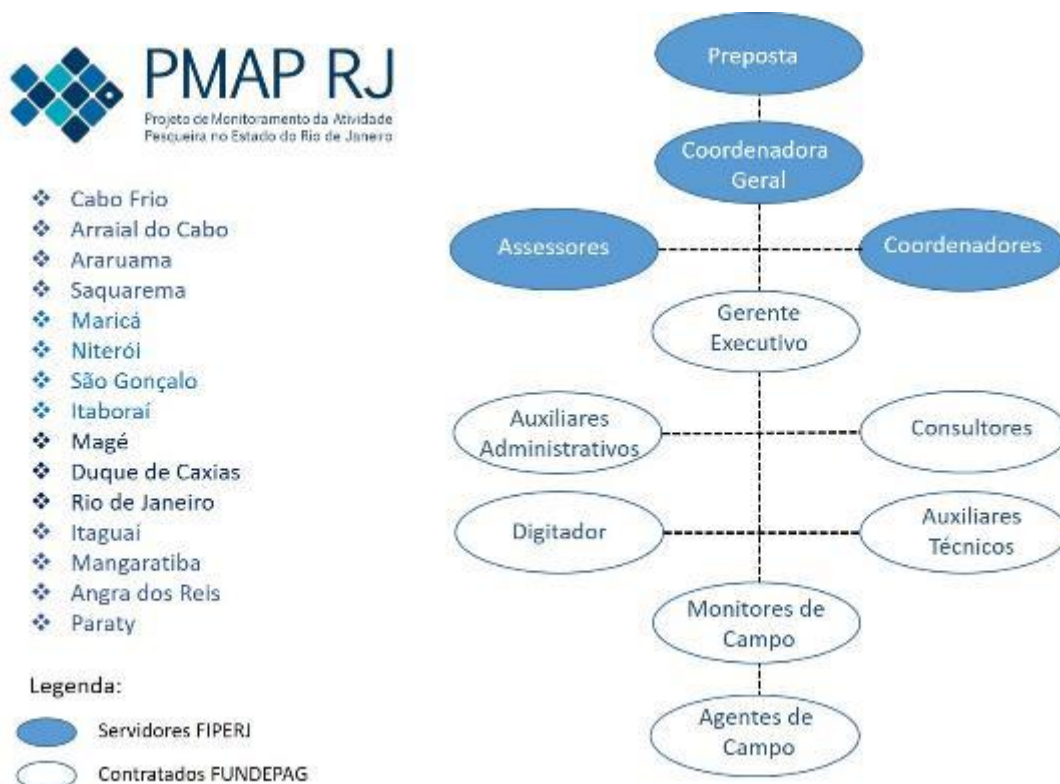 PMAP RJ
Projeto de Monitoramento da Atividade
Pesqueira no Estado do Rio de Janeiro
❖ Cabo Frio
❖ Arraial do Cabo
❖ Araruama
❖ Saquarema
❖ Maricá
❖ Niterói
❖ São Gonçalo
❖ Itaboraí
❖ Magé
❖ Duque de Caxias
❖ Rio de Janeiro
❖ Itaguaí
❖ Mangaratiba
❖ Angra dos Reis
❖ Paraty
Legenda:
Servidores FIPERJ
Contratados FUNDEPAG
Preposta
Coordenadora
Geral
Assessores
Coordenadores
Gerente
Executivo
Auxiliares
Administrativos
Consultores
Digitador
Auxiliares
Técnicos
Monitores de
Campo
Agentes de
Campo